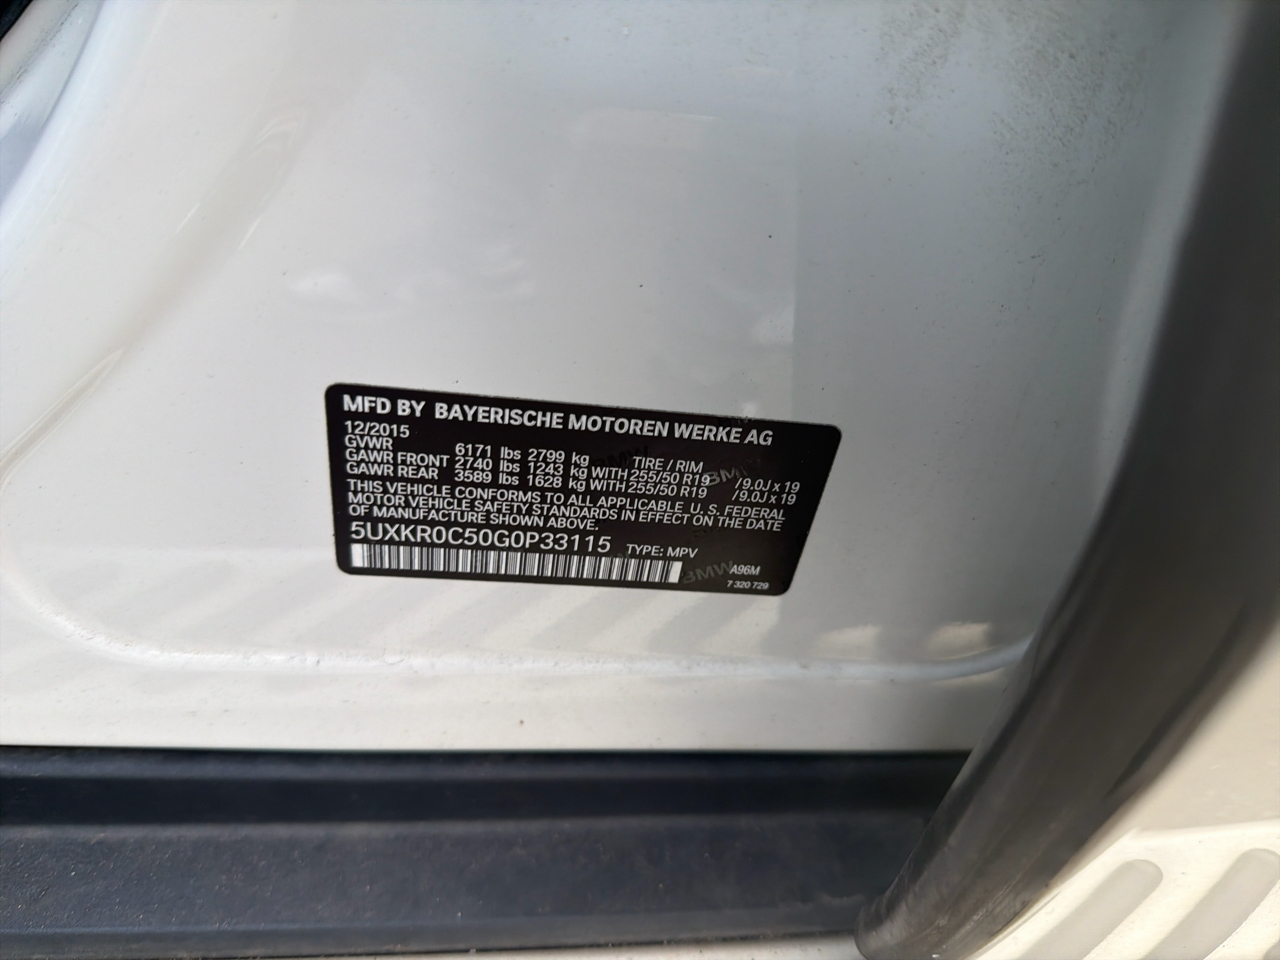 MFD BY BAYERISCHE MOTOREN WERKE AG
12/2015
GVWR 6171 lbs 2799 kg TIRE / RIM
GAWR FRONT 2740 lbs 1243 kg WITH 255/50 R19 /9.0J x 19
GAWR REAR 3589 lbs 1628 kg WITH 255/50 R19 /9.0J x 19
THIS VEHICLE CONFORMS TO ALL APPLICABLE U. S. FEDERAL
MOTOR VEHICLE SAFETY STANDARDS IN EFFECT ON THE DATE
OF MANUFACTURE SHOWN ABOVE.
5UXKR0C50G0P33115 TYPE: MPV
A96M
7 320 729
BMW
BMW
BMW